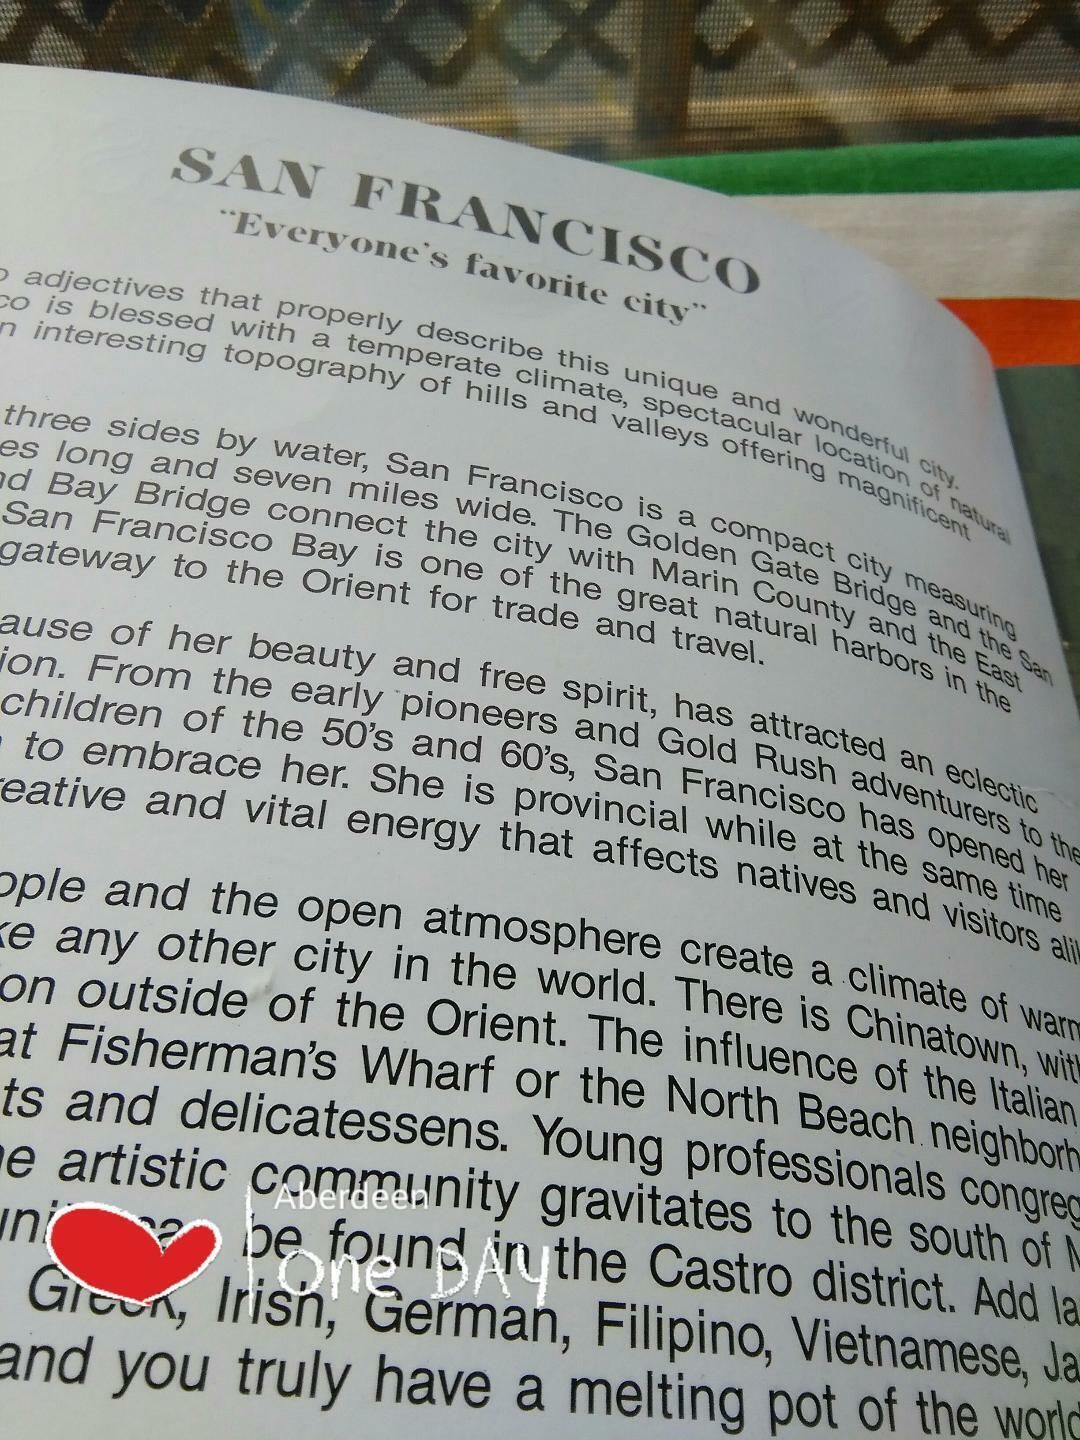 SAN FRANCISCO
"Everyone's favorite city"
adjectives that properly describe this unique and wonderful city.
co is blessed with a temperate climate, spectacular location of natural
n interesting topography of hills and valleys offering magnificent
three sides by water, San Francisco is a compact city measuring
es long and seven miles wide. The Golden Gate Bridge and the San
nd Bay Bridge connect the city with Marin County and the East
San Francisco Bay is one of the great natural harbors in the
gateway to the Orient for trade and travel.
ause of her beauty and free spirit, has attracted an eclectic
ion. From the early pioneers and Gold Rush adventurers to the
children of the 50's and 60's, San Francisco has opened her
to embrace her. She is provincial while at the same time
reative and vital energy that affects natives and visitors ali
ople and the open atmosphere create a climate of warm
ke any other city in the world. There is Chinatown, with
on outside of the Orient. The influence of the Italian
at Fisherman's Wharf or the North Beach neighborh
ts and delicatessens. Young professionals congreg
he artistic community gravitates to the south of M
be found in the Castro district. Add la
Greek, Irish, German, Filipino, Vietnamese, Ja
and you truly have a melting pot of the world
Aberdeen
one DAY